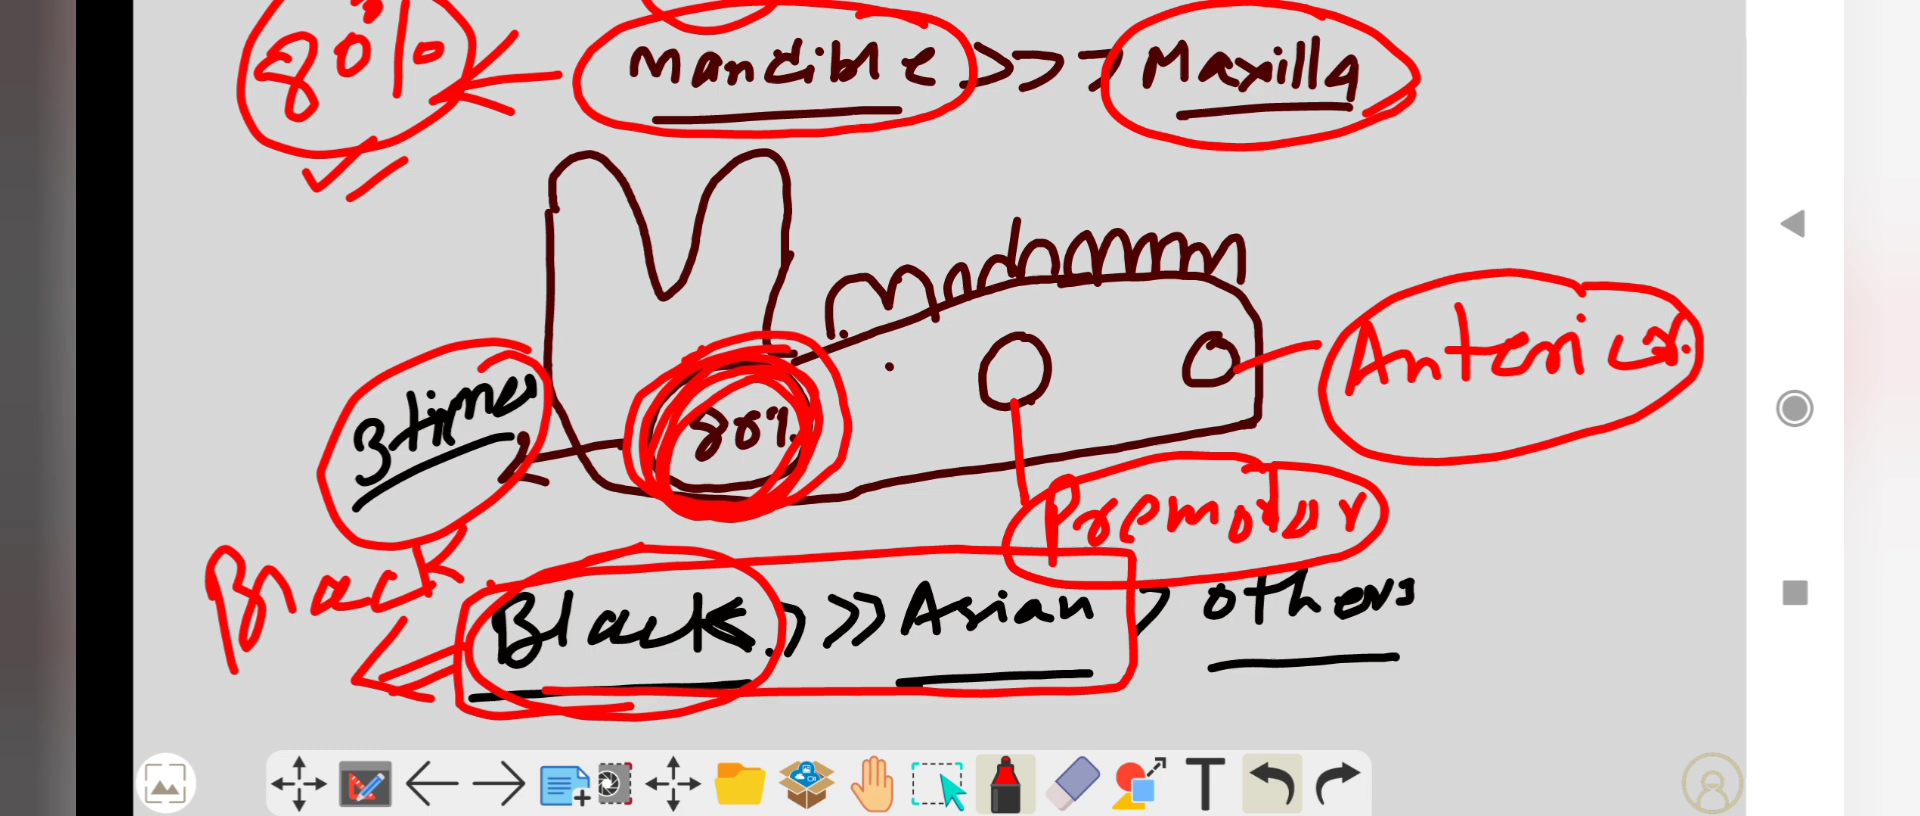 80% Mandible >>> Maxilla
Anterior
3 times
80%
Premolar
Black
Black >>> Asian > others
T